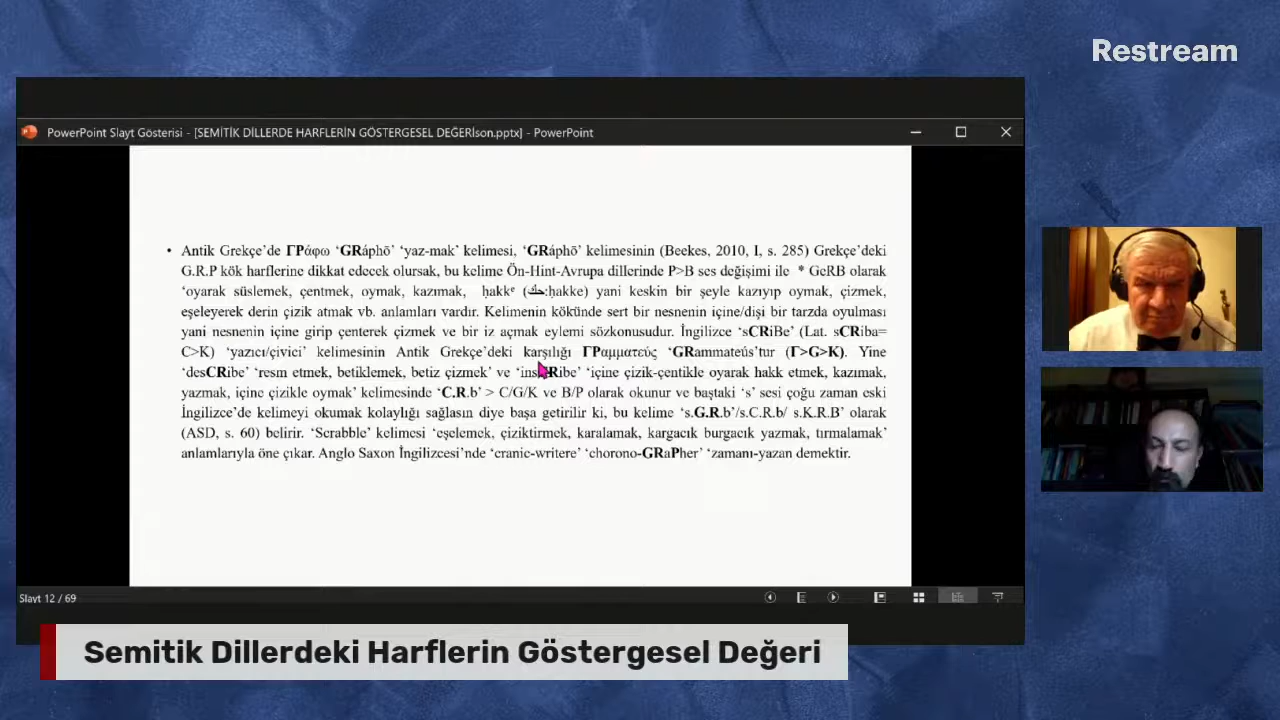 Restream
PowerPoint Slayt Gösterisi - [SEMİTİK DİLLERDE HARFLERİN GÖSTERGESEL DEĞERİson.pptx] - PowerPoint
• Antik Grekçe’de ΓΡάφω ‘GRáphō’ ‘yaz-mak’ kelimesi, ‘GRáphō’ kelimesinin (Beekes, 2010, I, s. 285) Grekçe’deki
G.R.P kök harflerine dikkat edecek olursak, bu kelime Ön-Hint-Avrupa dillerinde P>B ses değişimi ile * GeRB olarak
‘oyarak süslemek, çentmek, oymak, kazımak, ḥakkᵉ (حك:ḥakke) yani keskin bir şeyle kazıyıp oymak, çizmek,
eşeleyerek derin çizik atmak vb. anlamları vardır. Kelimenin kökünde sert bir nesnenin içine/dişi bir tarzda oyulması
yani nesnenin içine girip çenterek çizmek ve bir iz açmak eylemi sözkonusudur. İngilizce ‘sCRiBe’ (Lat. sCRiba=
C>K) ‘yazıcı/çivici’ kelimesinin Antik Grekçe’deki karşılığı ΓΡαμματεύς ‘GRammateús’tur (Γ>G>K). Yine
‘desCRibe’ ‘resm etmek, betiklemek, betiz çizmek’ ve ‘insCRibe’ ‘içine çizik-çentikle oyarak hakk etmek, kazımak,
yazmak, içine çizikle oymak’ kelimesinde ‘C.R.b’ > C/G/K ve B/P olarak okunur ve baştaki ‘s’ sesi çoğu zaman eski
İngilizce’de kelimeyi okumak kolaylığı sağlasın diye başa getirilir ki, bu kelime ‘s.G.R.b’/s.C.R.b/ s.K.R.B’ olarak
(ASD, s. 60) belirir. ‘Scrabble’ kelimesi ‘eşelemek, çiziktirmek, karalamak, kargacık burgacık yazmak, tırmalamak’
anlamlarıyla öne çıkar. Anglo Saxon İngilizcesi’nde ‘cranic-writere’ ‘chorono-GRaPher’ ‘zamanı-yazan demektir.
Slayt 12 / 69
Semitik Dillerdeki Harflerin Göstergesel Değeri